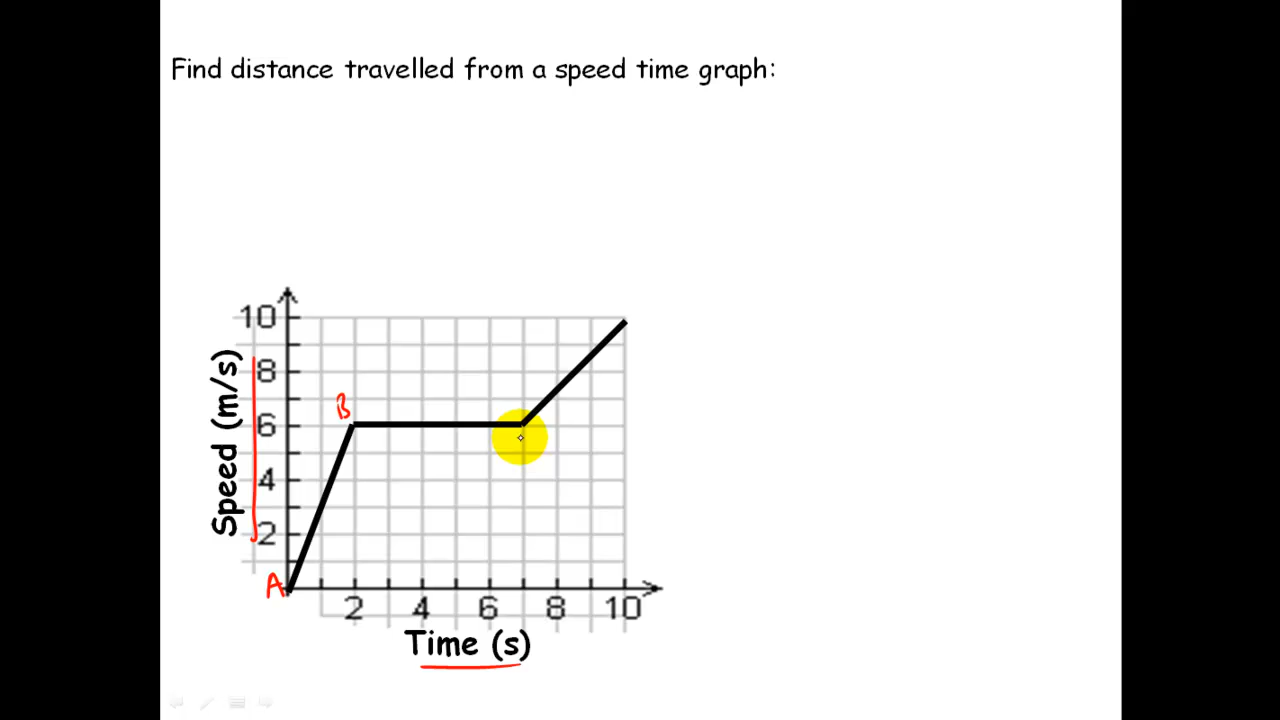 Find distance travelled from a speed time graph:
10
8
6
4
2
Speed (m/s)
B
A
2 4 6 8 10
Time (s)